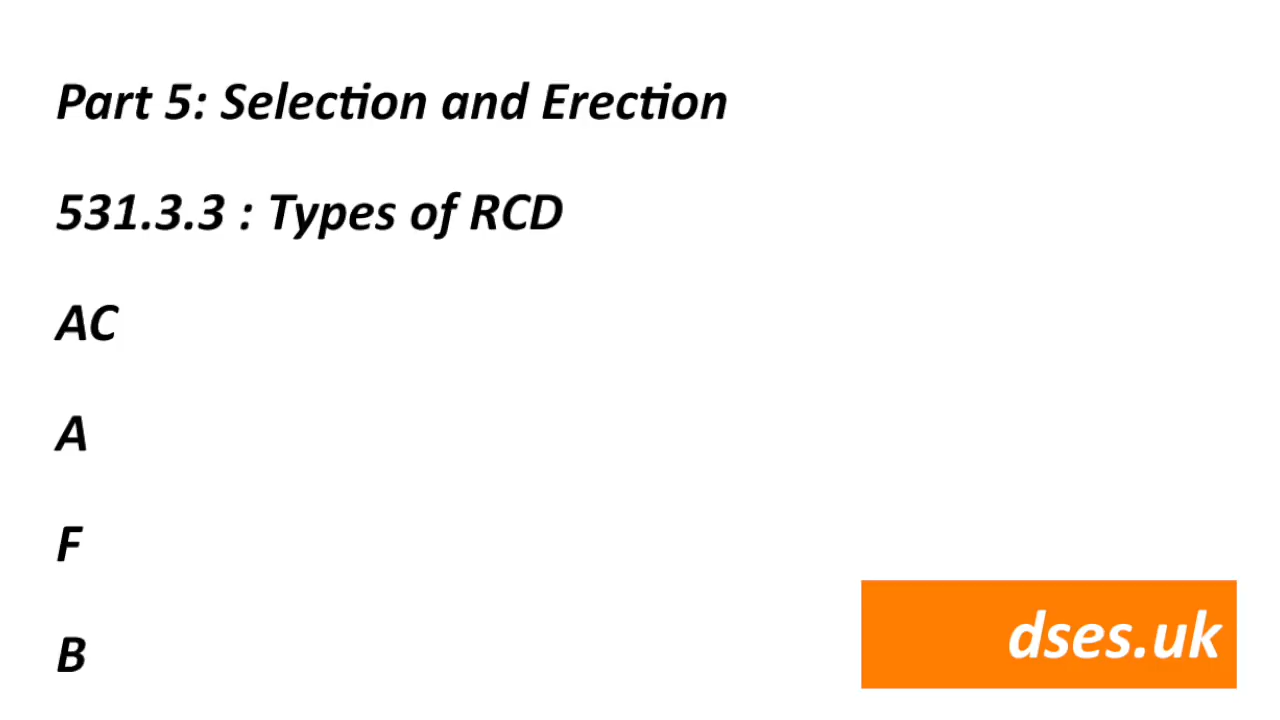 Part 5: Selection and Erection
531.3.3 : Types of RCD
AC
A
F
B
dses.uk